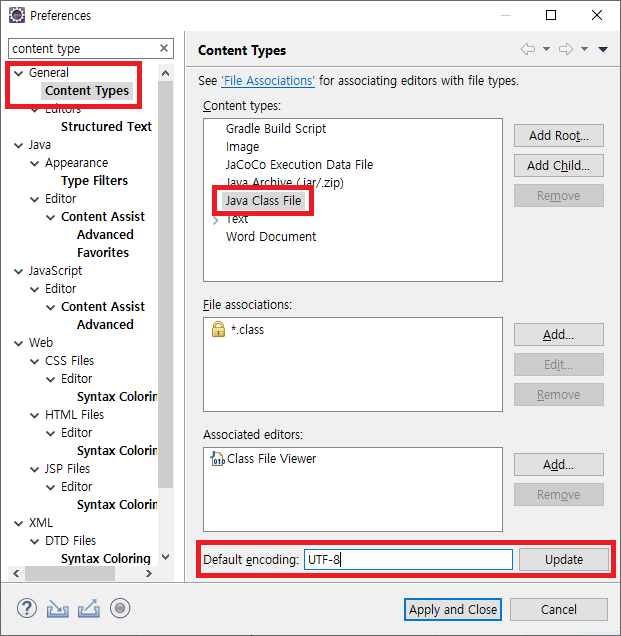 Preferences
content type
General
Content Types
Editors
Structured Text
Java
Appearance
Type Filters
Editor
Content Assist
Advanced
Favorites
JavaScript
Editor
Content Assist
Advanced
Web
CSS Files
Editor
Syntax Colorin
HTML Files
Editor
Syntax Colorin
JSP Files
Editor
Syntax Colorin
XML
DTD Files
Syntax Coloring
Content Types
See 'File Associations' for associating editors with file types.
Content types:
Gradle Build Script
Image
JaCoCo Execution Data File
Java Archive (.jar/.zip)
Java Class File
Text
Word Document
Add Root...
Add Child...
Remove
File associations:
*.class
Add...
Edit...
Remove
Associated editors:
Class File Viewer
Add...
Remove
Default encoding: UTF-8 Update
Apply and Close Cancel